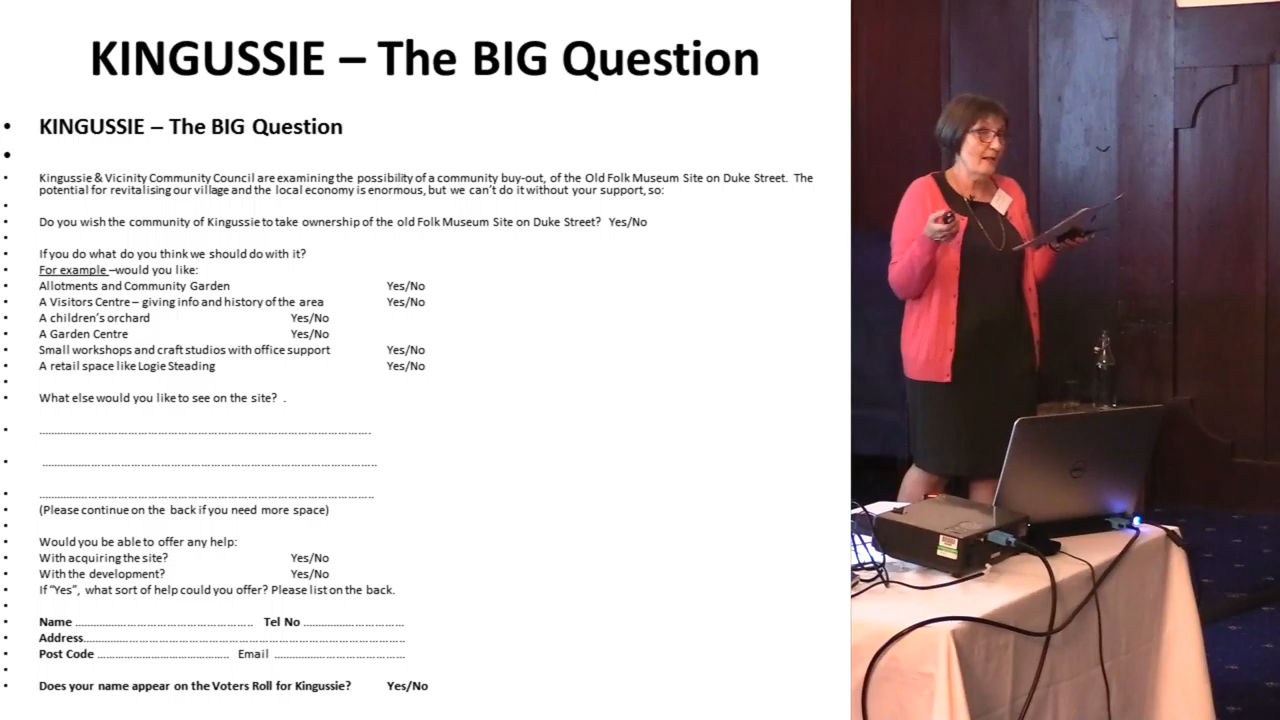 KINGUSSIE – The BIG Question
• KINGUSSIE – The BIG Question
•
• Kingussie & Vicinity Community Council are examining the possibility of a community buy-out, of the Old Folk Museum Site on Duke Street. The
potential for revitalising our village and the local economy is enormous, but we can't do it without your support, so:
•
• Do you wish the community of Kingussie to take ownership of the old Folk Museum Site on Duke Street? Yes/No
•
• If you do what do you think we should do with it?
• For example –would you like:
• Allotments and Community Garden Yes/No
• A Visitors Centre – giving info and history of the area Yes/No
• A children's orchard Yes/No
• A Garden Centre Yes/No
• Small workshops and craft studios with office support Yes/No
• A retail space like Logie Steading Yes/No
•
• What else would you like to see on the site? .
• ..........................................................................................
• ..........................................................................................
• ..........................................................................................
• (Please continue on the back if you need more space)
•
• Would you be able to offer any help:
• With acquiring the site? Yes/No
• With the development? Yes/No
• If "Yes", what sort of help could you offer? Please list on the back.
•
• Name .................................................. Tel No ..............................
• Address..........................................................................................
• Post Code ...................................... Email ......................................
•
• Does your name appear on the Voters Roll for Kingussie? Yes/No
DELL